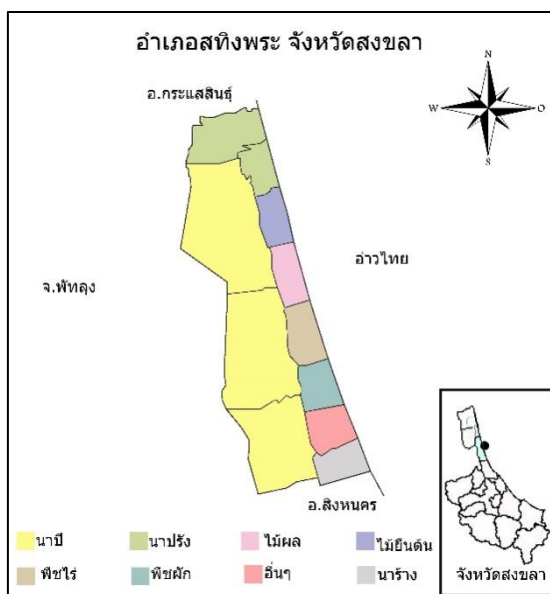 อำเภอสทิงพระ จังหวัดสงขลา
อ.กระแสสินธุ์
N
W
O
S
อ่าวไทย
จ.พัทลุง
อ.สิงหนคร
นาปี
นาปรัง
ไม้ผล
ไม้ยืนต้น
พืชไร่
พืชผัก
อื่นๆ
นาร้าง
จังหวัดสงขลา